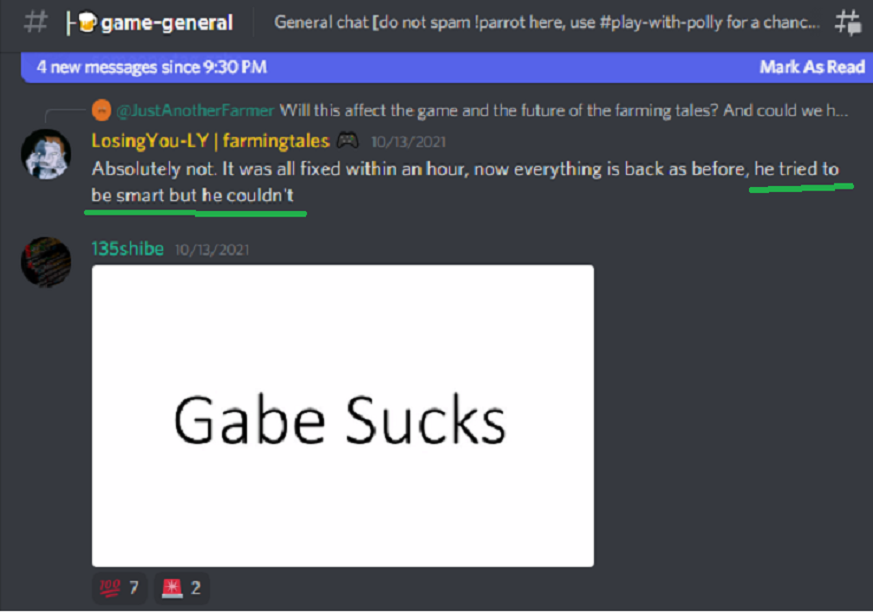 game-general General chat [do not spam !parrot here, use #play-with-polly for a chanc...
4 new messages since 9:30 PM Mark As Read
@JustAnotherFarmer Will this affect the game and the future of the farming tales? And could we h...
LosingYou-LY | farmingtales 10/13/2021
Absolutely not. It was all fixed within an hour, now everything is back as before, he tried to
be smart but he couldn't
135shibe 10/13/2021
Gabe Sucks
💯 7 🚨 2